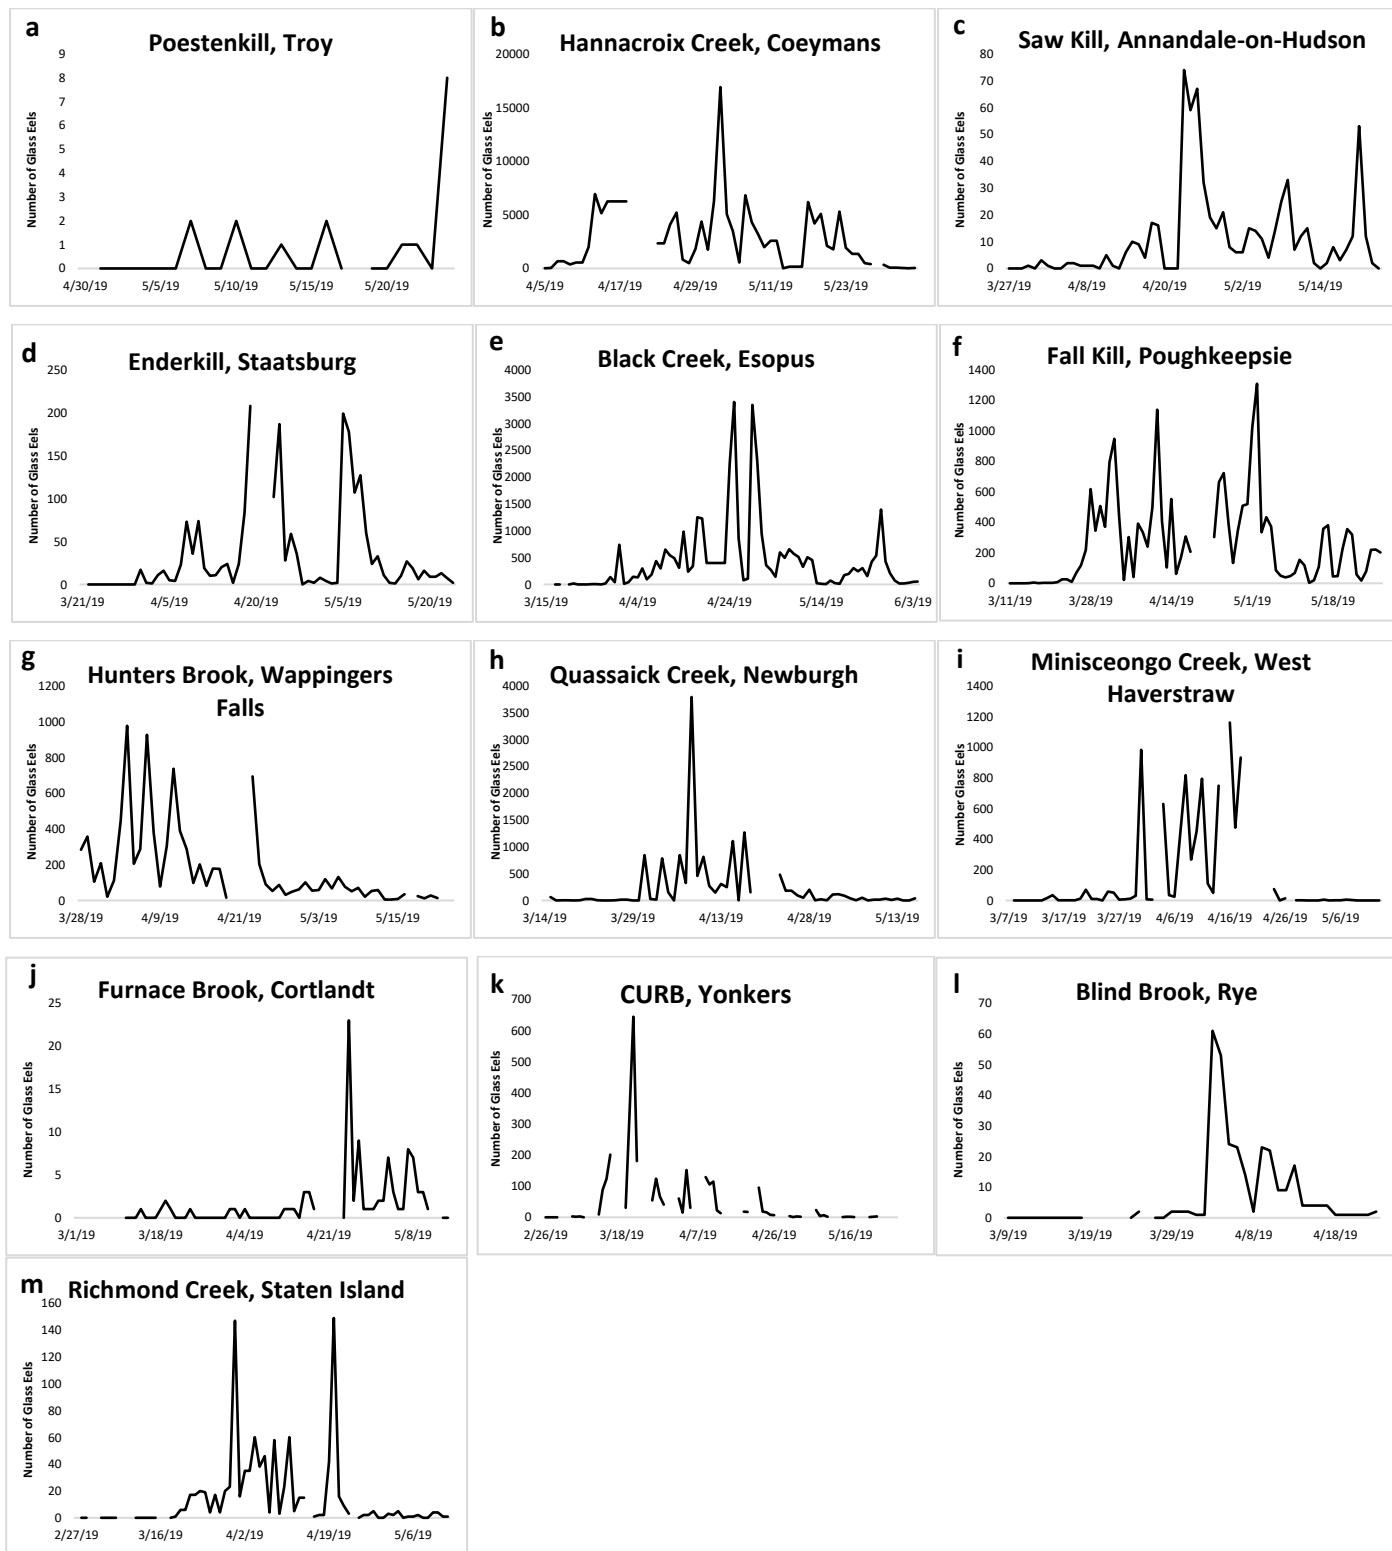 a
Poestenkill, Troy
Number of Glass Eels
9
8
7
6
5
4
3
2
1
0
4/30/19 5/5/19 5/10/19 5/15/19 5/20/19
b
Hannacroix Creek, Coeymans
Number of Glass Eels
20000
15000
10000
5000
0
4/5/19 4/17/19 4/29/19 5/11/19 5/23/19
c
Saw Kill, Annandale-on-Hudson
Number of Glass Eels
80
70
60
50
40
30
20
10
0
3/27/19 4/8/19 4/20/19 5/2/19 5/14/19
d
Enderkill, Staatsburg
Number of Glass Eels
250
200
150
100
50
0
3/21/19 4/5/19 4/20/19 5/5/19 5/20/19
e
Black Creek, Esopus
Number of Glass Eels
4000
3500
3000
2500
2000
1500
1000
500
0
3/15/19 4/4/19 4/24/19 5/14/19 6/3/19
f
Fall Kill, Poughkeepsie
Number of Glass Eels
1400
1200
1000
800
600
400
200
0
3/11/19 3/28/19 4/14/19 5/1/19 5/18/19
g
Hunters Brook, Wappingers
Falls
Number of Glass Eels
1200
1000
800
600
400
200
0
3/28/19 4/9/19 4/21/19 5/3/19 5/15/19
h
Quassaick Creek, Newburgh
Number of Glass Eels
4000
3500
3000
2500
2000
1500
1000
500
0
3/14/19 3/29/19 4/13/19 4/28/19 5/13/19
i
Minisceongo Creek, West
Haverstraw
Number Glass Eels
1400
1200
1000
800
600
400
200
0
3/7/19 3/17/19 3/27/19 4/6/19 4/16/19 4/26/19 5/6/19
j
Furnace Brook, Cortlandt
Number of Glass Eels
25
20
15
10
5
0
3/1/19 3/18/19 4/4/19 4/21/19 5/8/19
k
CURB, Yonkers
Number of Glass Eels
700
600
500
400
300
200
100
0
2/26/19 3/18/19 4/7/19 4/26/19 5/16/19
l
Blind Brook, Rye
Number of Glass Eels
70
60
50
40
30
20
10
0
3/9/19 3/19/19 3/29/19 4/8/19 4/18/19
m
Richmond Creek, Staten Island
Number of Glass Eels
160
140
120
100
80
60
40
20
0
2/27/19 3/16/19 4/2/19 4/19/19 5/6/19